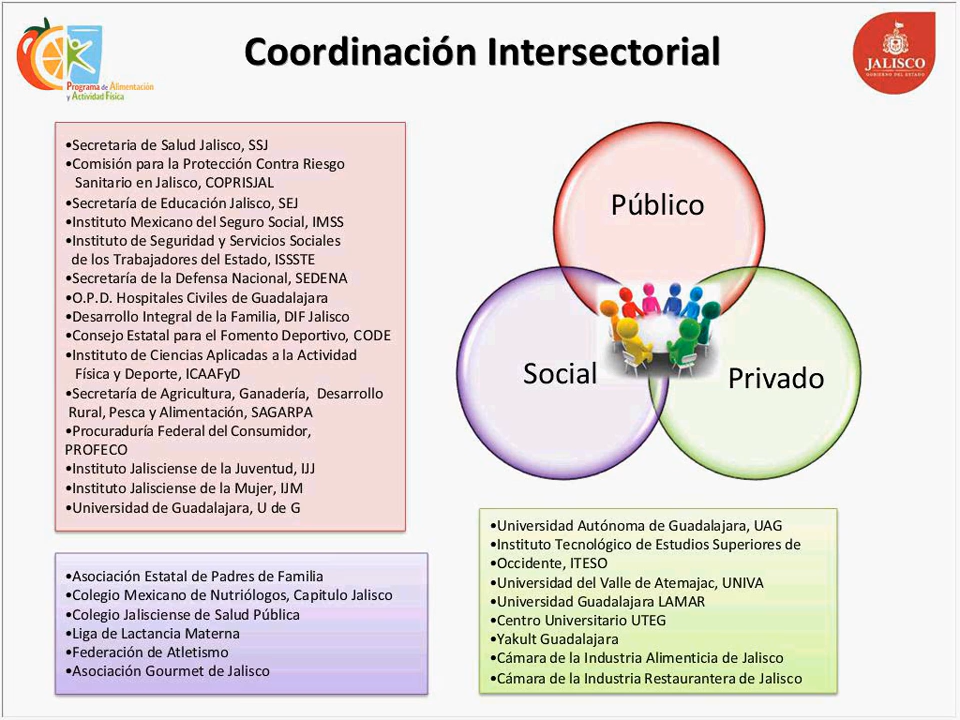 Coordinación Intersectorial
Programa de Alimentación
y Actividad Física
JALISCO
GOBIERNO DEL ESTADO
•Secretaria de Salud Jalisco, SSJ
•Comisión para la Protección Contra Riesgo
Sanitario en Jalisco, COPRISJAL
•Secretaría de Educación Jalisco, SEJ
•Instituto Mexicano del Seguro Social, IMSS
•Instituto de Seguridad y Servicios Sociales
de los Trabajadores del Estado, ISSSTE
•Secretaría de la Defensa Nacional, SEDENA
•O.P.D. Hospitales Civiles de Guadalajara
•Desarrollo Integral de la Familia, DIF Jalisco
•Consejo Estatal para el Fomento Deportivo, CODE
•Instituto de Ciencias Aplicadas a la Actividad
Física y Deporte, ICAAFyD
•Secretaría de Agricultura, Ganadería, Desarrollo
Rural, Pesca y Alimentación, SAGARPA
•Procuraduría Federal del Consumidor,
PROFECO
•Instituto Jalisciense de la Juventud, IJJ
•Instituto Jalisciense de la Mujer, IJM
•Universidad de Guadalajara, U de G
Público
Social
Privado
•Asociación Estatal de Padres de Familia
•Colegio Mexicano de Nutriólogos, Capitulo Jalisco
•Colegio Jalisciense de Salud Pública
•Liga de Lactancia Materna
•Federación de Atletismo
•Asociación Gourmet de Jalisco
•Universidad Autónoma de Guadalajara, UAG
•Instituto Tecnológico de Estudios Superiores de
•Occidente, ITESO
•Universidad del Valle de Atemajac, UNIVA
•Universidad Guadalajara LAMAR
•Centro Universitario UTEG
•Yakult Guadalajara
•Cámara de la Industria Alimenticia de Jalisco
•Cámara de la Industria Restaurantera de Jalisco